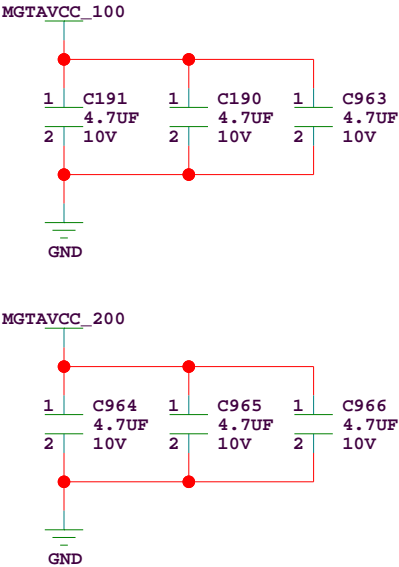 MGTAVCC_100
1 C191 1 C190 1 C963
4.7UF 4.7UF 4.7UF
2 10V 2 10V 2 10V
GND
MGTAVCC_200
1 C964 1 C965 1 C966
4.7UF 4.7UF 4.7UF
2 10V 2 10V 2 10V
GND